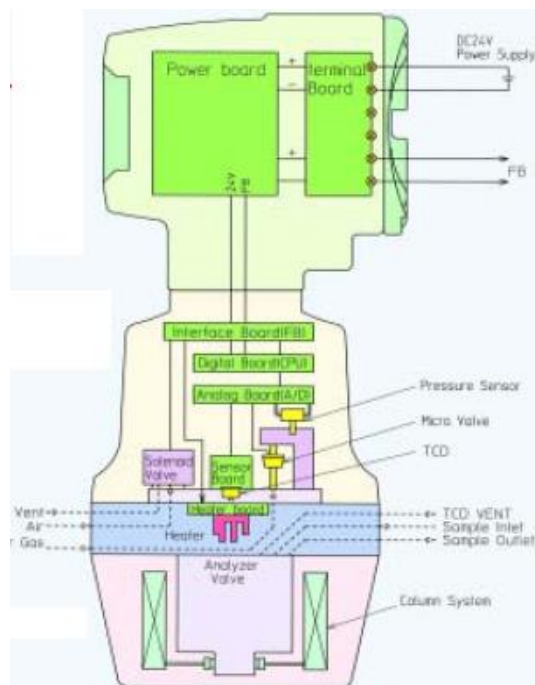 DC24V
Power Supply
Power board
Terminal
Board
+
−
+
FB
24V
FB
Interface Board(FB)
Digital Board(CPU)
Analog Board(A/D)
Pressure Sensor
Micro Valve
TCD
Solenoid
Valve
Sensor
Board
Heater board
Vent
Air
r Gas
Heater
TCD VENT
Sample Inlet
Sample Outlet
Analyzer
Valve
Column System